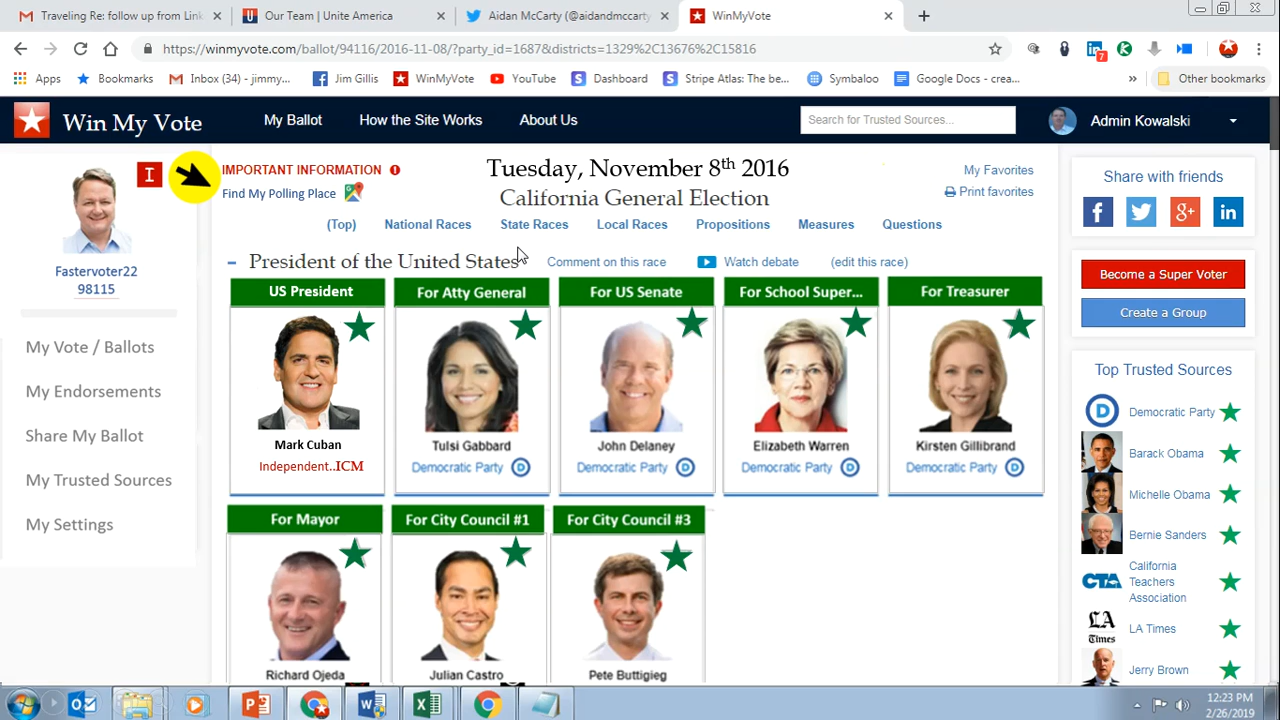 Traveling Re: follow up from Link
Our Team | Unite America
Aidan McCarty (@aidandmccarty
WinMyVote
https://winmyvote.com/ballot/94116/2016-11-08/?party_id=1687&districts=1329%2C13676%2C15816
7
Apps
Bookmarks
Inbox (34) - jimmy...
Jim Gillis
WinMyVote
YouTube
Dashboard
Stripe Atlas: The be...
Symbaloo
Google Docs - crea...
»
Other bookmarks
Win My Vote
My Ballot
How the Site Works
About Us
Search for Trusted Sources...
Admin Kowalski
I
Fastervoter22
98115
My Vote / Ballots
My Endorsements
Share My Ballot
My Trusted Sources
My Settings
IMPORTANT INFORMATION
Find My Polling Place
Tuesday, November 8th 2016
California General Election
My Favorites
Print favorites
(Top)
National Races
State Races
Local Races
Propositions
Measures
Questions
President of the United States
Comment on this race
Watch debate
(edit this race)
US President
Mark Cuban
Independent..ICM
For Atty General
Tulsi Gabbard
Democratic Party D
For US Senate
John Delaney
Democratic Party D
For School Super...
Elizabeth Warren
Democratic Party D
For Treasurer
Kirsten Gillibrand
Democratic Party D
For Mayor
Richard Ojeda
For City Council #1
Julian Castro
For City Council #3
Pete Buttigieg
Share with friends
Become a Super Voter
Create a Group
Top Trusted Sources
D Democratic Party
Barack Obama
Michelle Obama
Bernie Sanders
CTA
California
Teachers
Association
LA
Times
LA Times
Jerry Brown
12:23 PM
2/26/2019